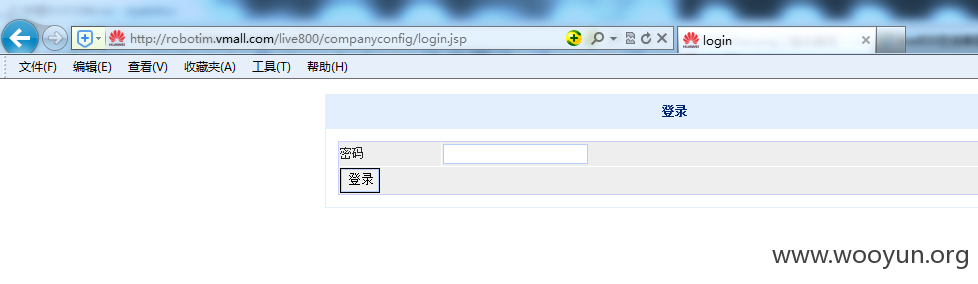 http://robotim.vmall.com/live800/companyconfig/login.jsp
login
文件(F) 编辑(E) 查看(V) 收藏夹(A) 工具(T) 帮助(H)
登录
密码
登录
www.wooyun.org